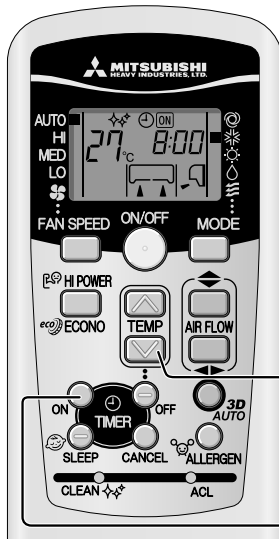 MITSUBISHI
HEAVY INDUSTRIES, LTD.
AUTO
HI
MED
LO
ON
27°C 8:00
FAN SPEED ON/OFF MODE
HI POWER
eco ECONO
TEMP
AIR FLOW
ON
TIMER
OFF
3D
AUTO
SLEEP CANCEL ALLERGEN
CLEAN ACL